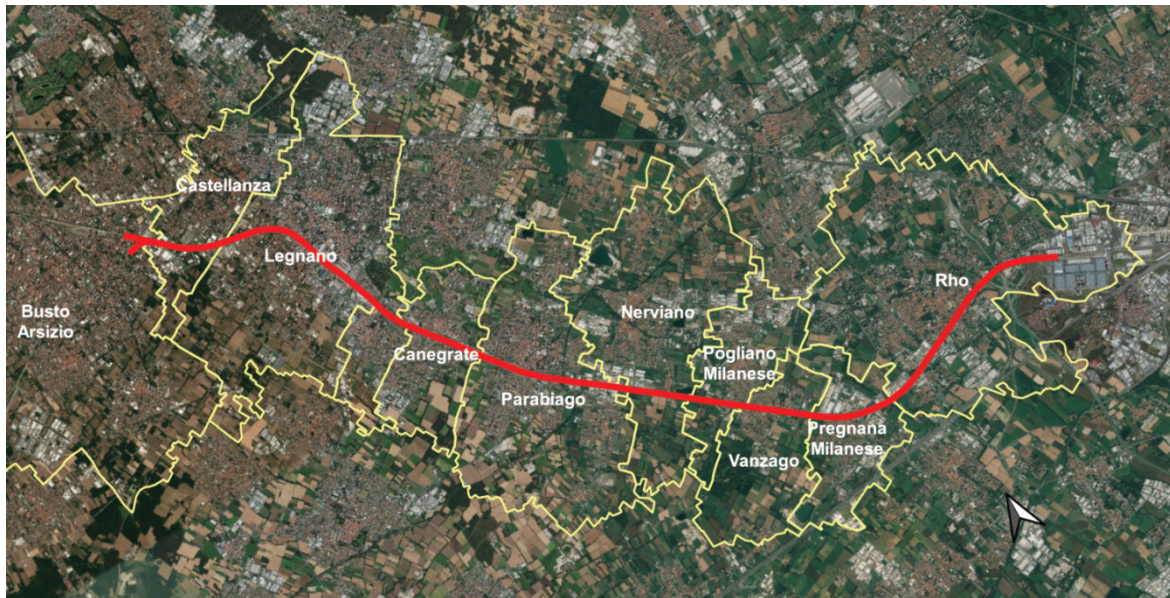 Castellanza
Legnano
Busto
Arsizio
Canegrate
Parabiago
Nerviano
Pogliano
Milanese
Vanzago
Pregnana
Milanese
Rho